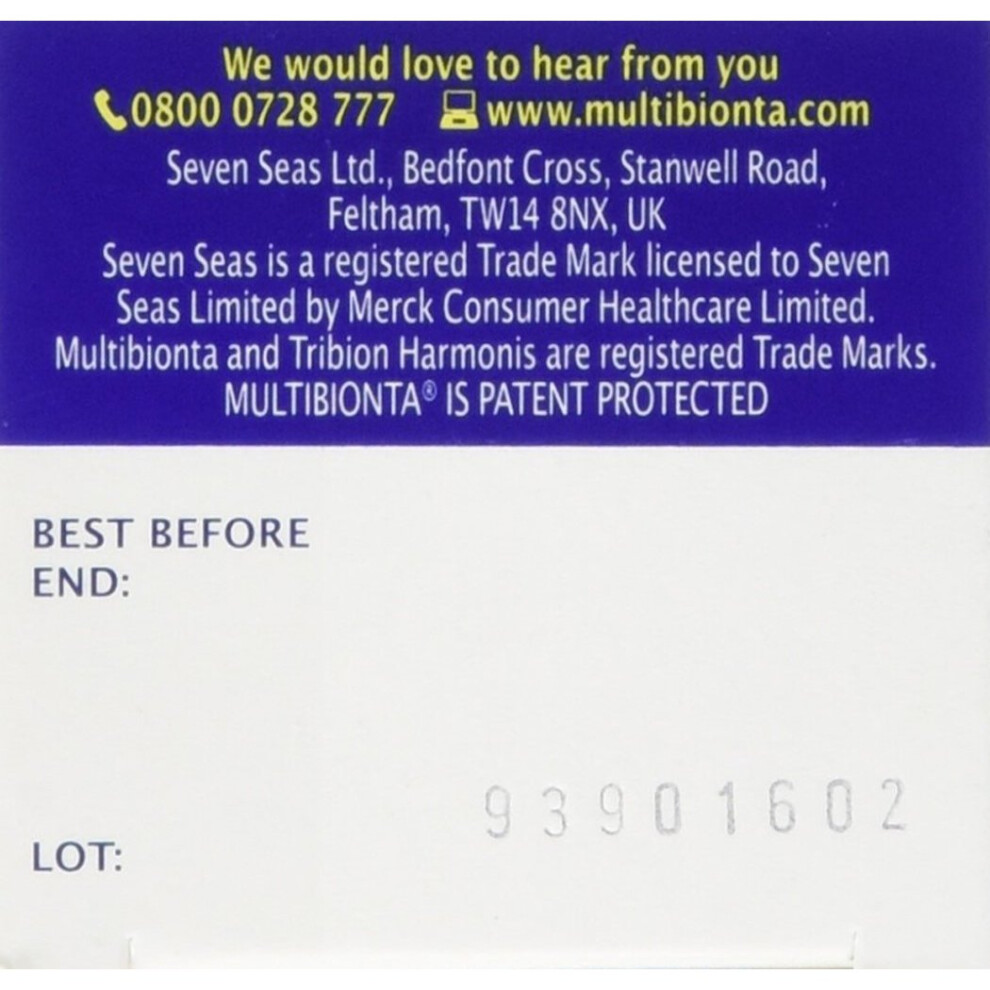 We would love to hear from you
0800 0728 777 www.multibionta.com
Seven Seas Ltd., Bedfont Cross, Stanwell Road,
Feltham, TW14 8NX, UK
Seven Seas is a registered Trade Mark licensed to Seven
Seas Limited by Merck Consumer Healthcare Limited.
Multibionta and Tribion Harmonis are registered Trade Marks.
MULTIBIONTA® IS PATENT PROTECTED
BEST BEFORE
END:
93901602
LOT: